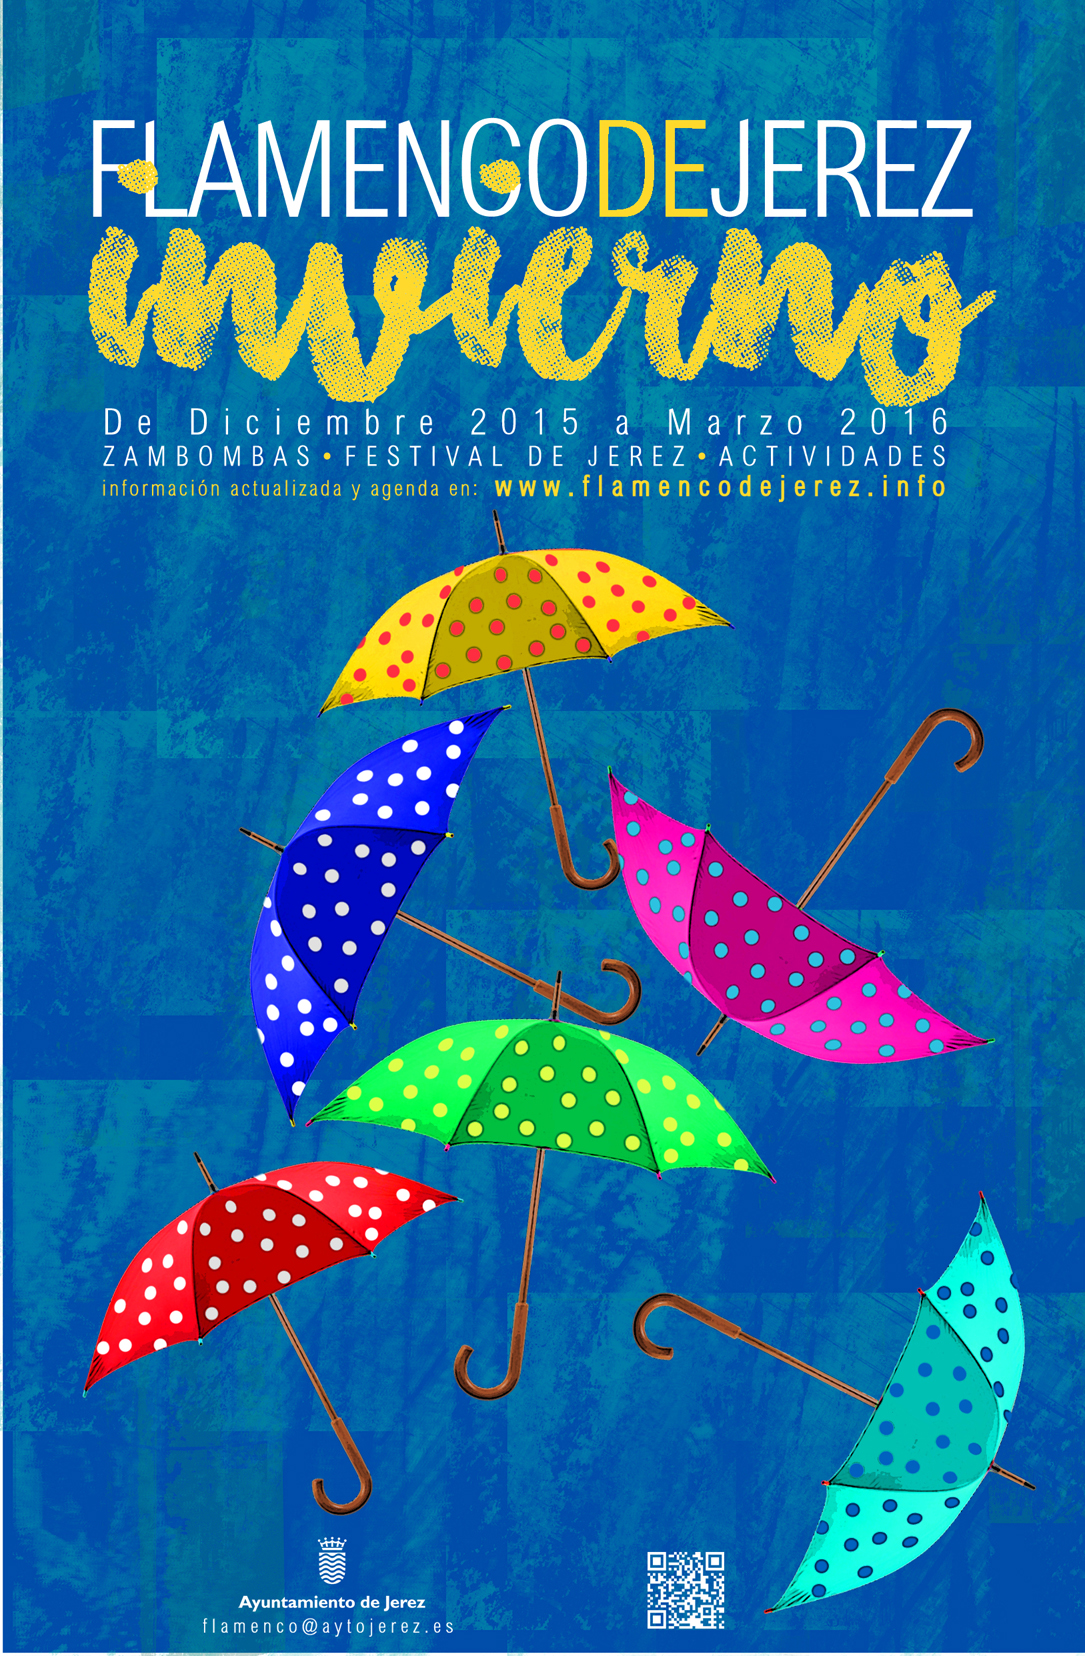 FLAMENCODEJEREZ
invierno
De Diciembre 2015 a Marzo 2016
ZAMBOMBAS • FESTIVAL DE JEREZ • ACTIVIDADES
información actualizada y agenda en: www.flamencodejerez.info
Ayuntamiento de Jerez
flamenco@aytojerez.es